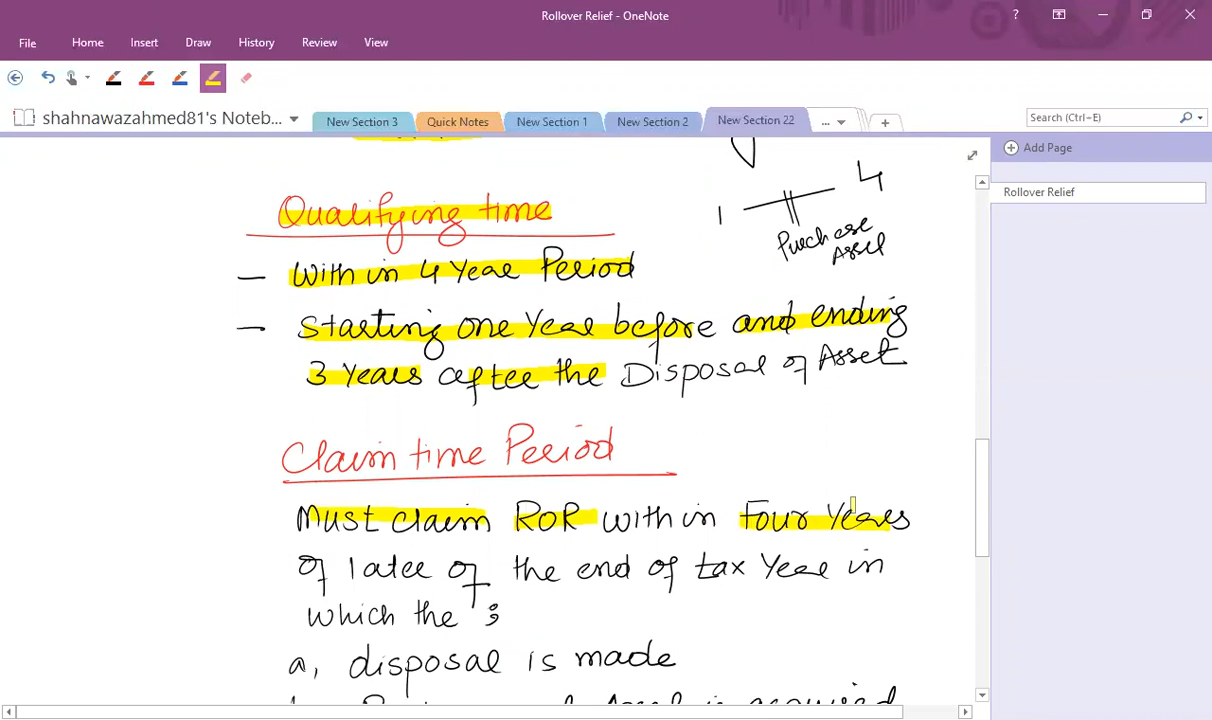 Rollover Relief - OneNote
?
File Home Insert Draw History Review View
shahnawazahmed81's Noteb... New Section 3 Quick Notes New Section 1 New Section 2 New Section 22 ... + Search (Ctrl+E)
Add Page
Rollover Relief
1 4
Purchase
Asset
Qualifying time
— With in 4 Year Period
— Starting one Year before and ending
3 Years after the Disposal of Asset
Claim time Period
Must claim ROR with in Four Years
of later of the end of tax Year in
which the :
a, disposal is made
Asset is acquired